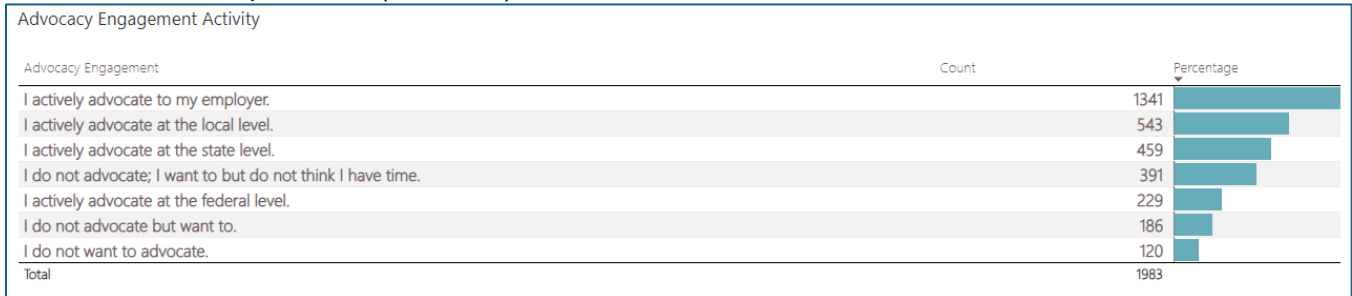 Advocacy Engagement Activity
Advocacy Engagement Count Percentage
I actively advocate to my employer. 1341
I actively advocate at the local level. 543
I actively advocate at the state level. 459
I do not advocate; I want to but do not think I have time. 391
I actively advocate at the federal level. 229
I do not advocate but want to. 186
I do not want to advocate. 120
Total 1983